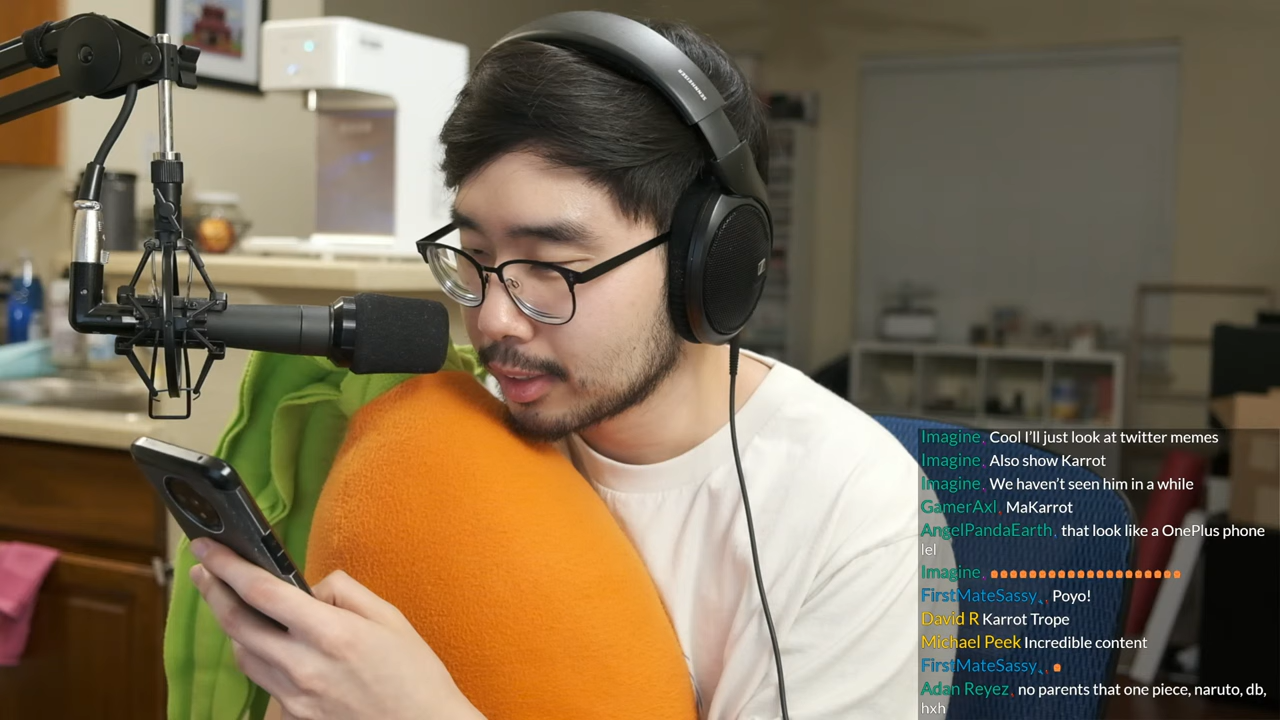 SENNHEISER
Imagine. Cool I'll just look at twitter memes
Imagine. Also show Karrot
Imagine. We haven't seen him in a while
GamerAxl, MaKarrot
AngelPandaEarth, that look like a OnePlus phone
lel
Imagine.
FirstMateSassy, Poyo!
David R Karrot Trope
Michael Peek Incredible content
FirstMateSassy,
Adan Reyez, no parents that one piece, naruto, db,
hxh